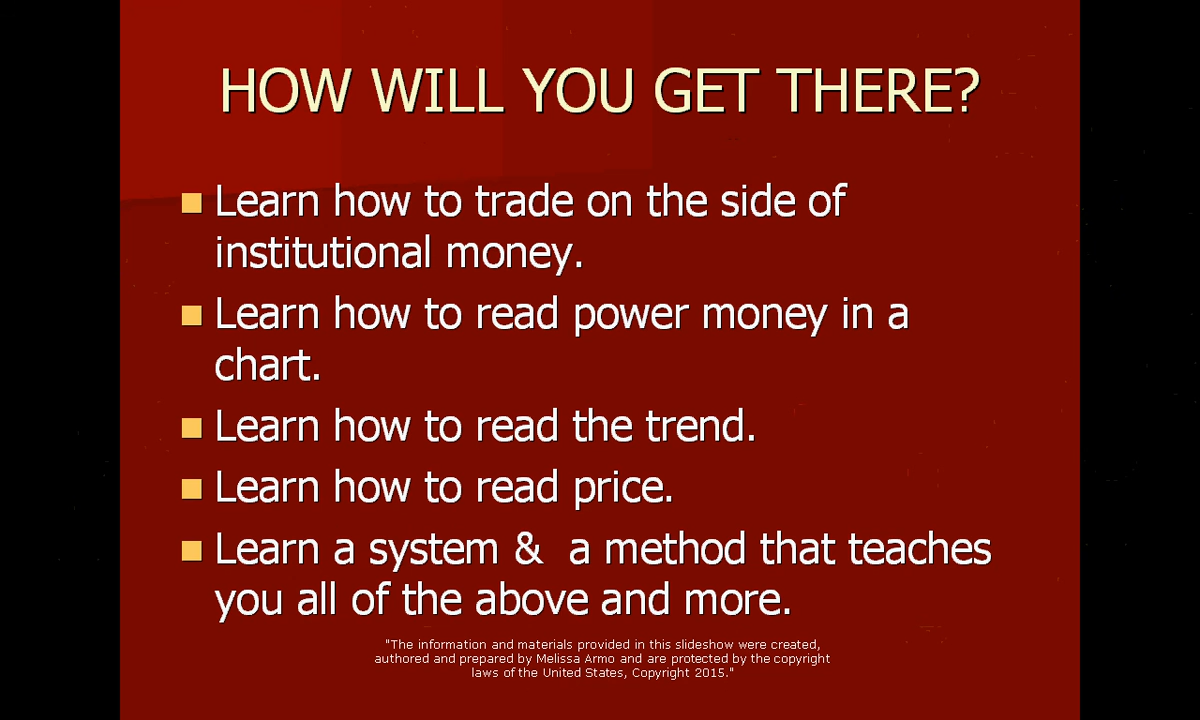 HOW WILL YOU GET THERE?
Learn how to trade on the side of
institutional money.
Learn how to read power money in a
chart.
Learn how to read the trend.
Learn how to read price.
Learn a system &  a method that teaches
you all of the above and more.
"The information and materials provided in this slideshow were created,
authored and prepared by Melissa Armo and are protected by the copyright
laws of the United States, Copyright 2015."